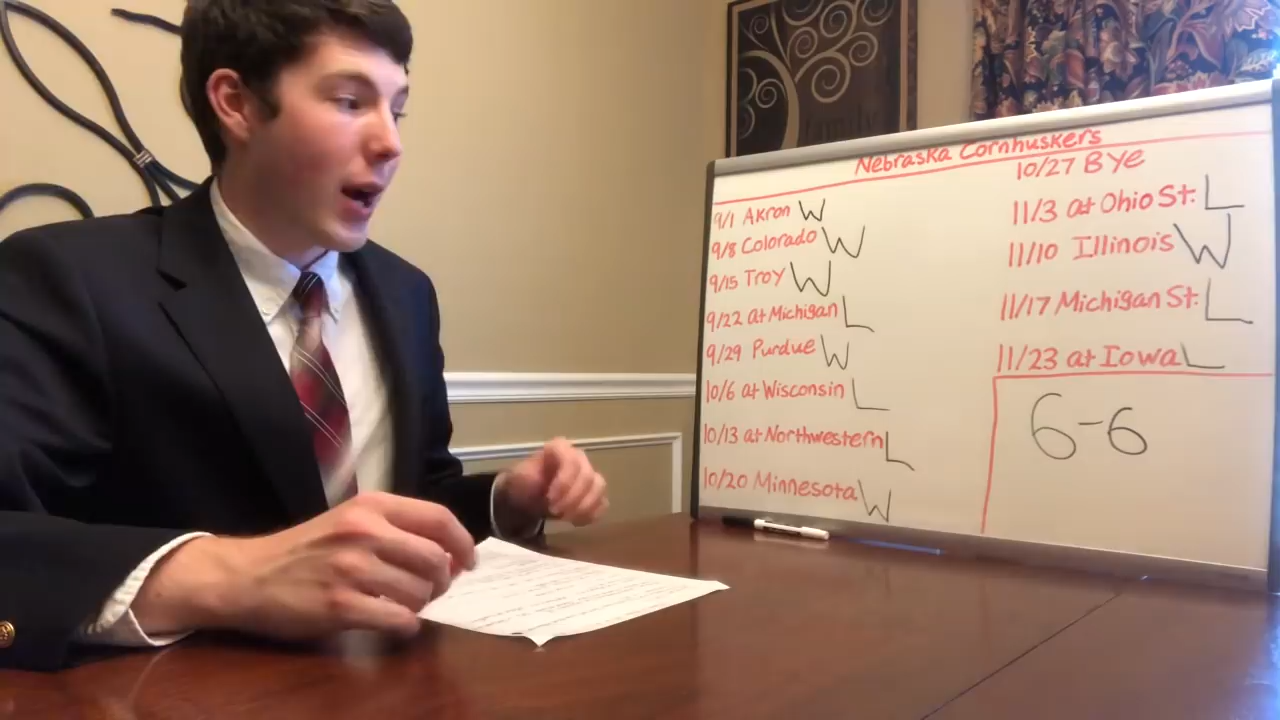 Nebraska Cornhuskers
9/1 Akron W
9/8 Colorado W
9/15 Troy W
9/22 at Michigan L
9/29 Purdue W
10/6 at Wisconsin L
10/13 at Northwestern L
10/20 Minnesota W
10/27 Bye
11/3 at Ohio St. L
11/10 Illinois W
11/17 Michigan St. L
11/23 at Iowa L
6-6
family